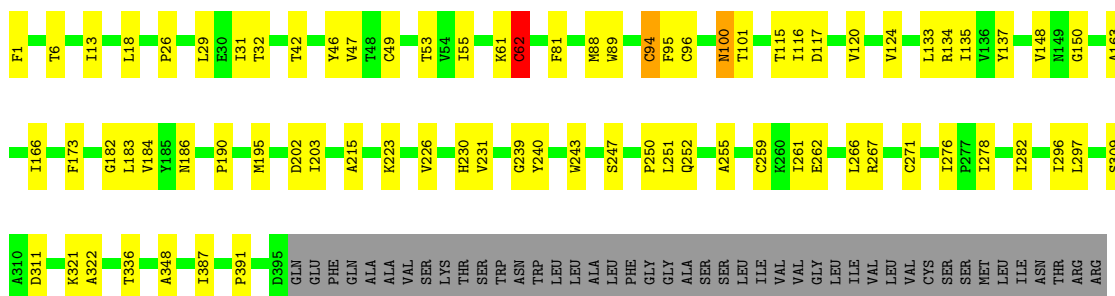 F1 T6 I13 L18 P26 L29 E30 I31 T32 T42 Y46 V47 T48 C49 T53 V54 I55 K61 C62 F81 M88 W89 C94 F95 C96 N100 T101 T115 I116 D117 V120 V124 L133 R134 I135 V136 Y137 V148 N149 G150 A163
I166 F173 G182 L183 V184 Y185 N186 P190 M195 D202 I203 A215 K223 V226 H230 V231 G239 Y240 W243 S247 P250 L251 Q252 A255 C259 K260 I261 E262 L266 R267 C271 I276 P277 I278 I282 I296 L297 S309
A310 D311 K321 A322 T336 A348 I387 P391 D395 GLN GLU PHE GLN ALA ALA VAL SER LYS THR SER TRP ASN TRP LEU LEU ALA LEU PHE GLY GLY ALA SER SER LEU ILE VAL VAL GLY LEU ILE VAL LEU VAL CYS SER SER MET LEU ILE ASN THR ARG ARG